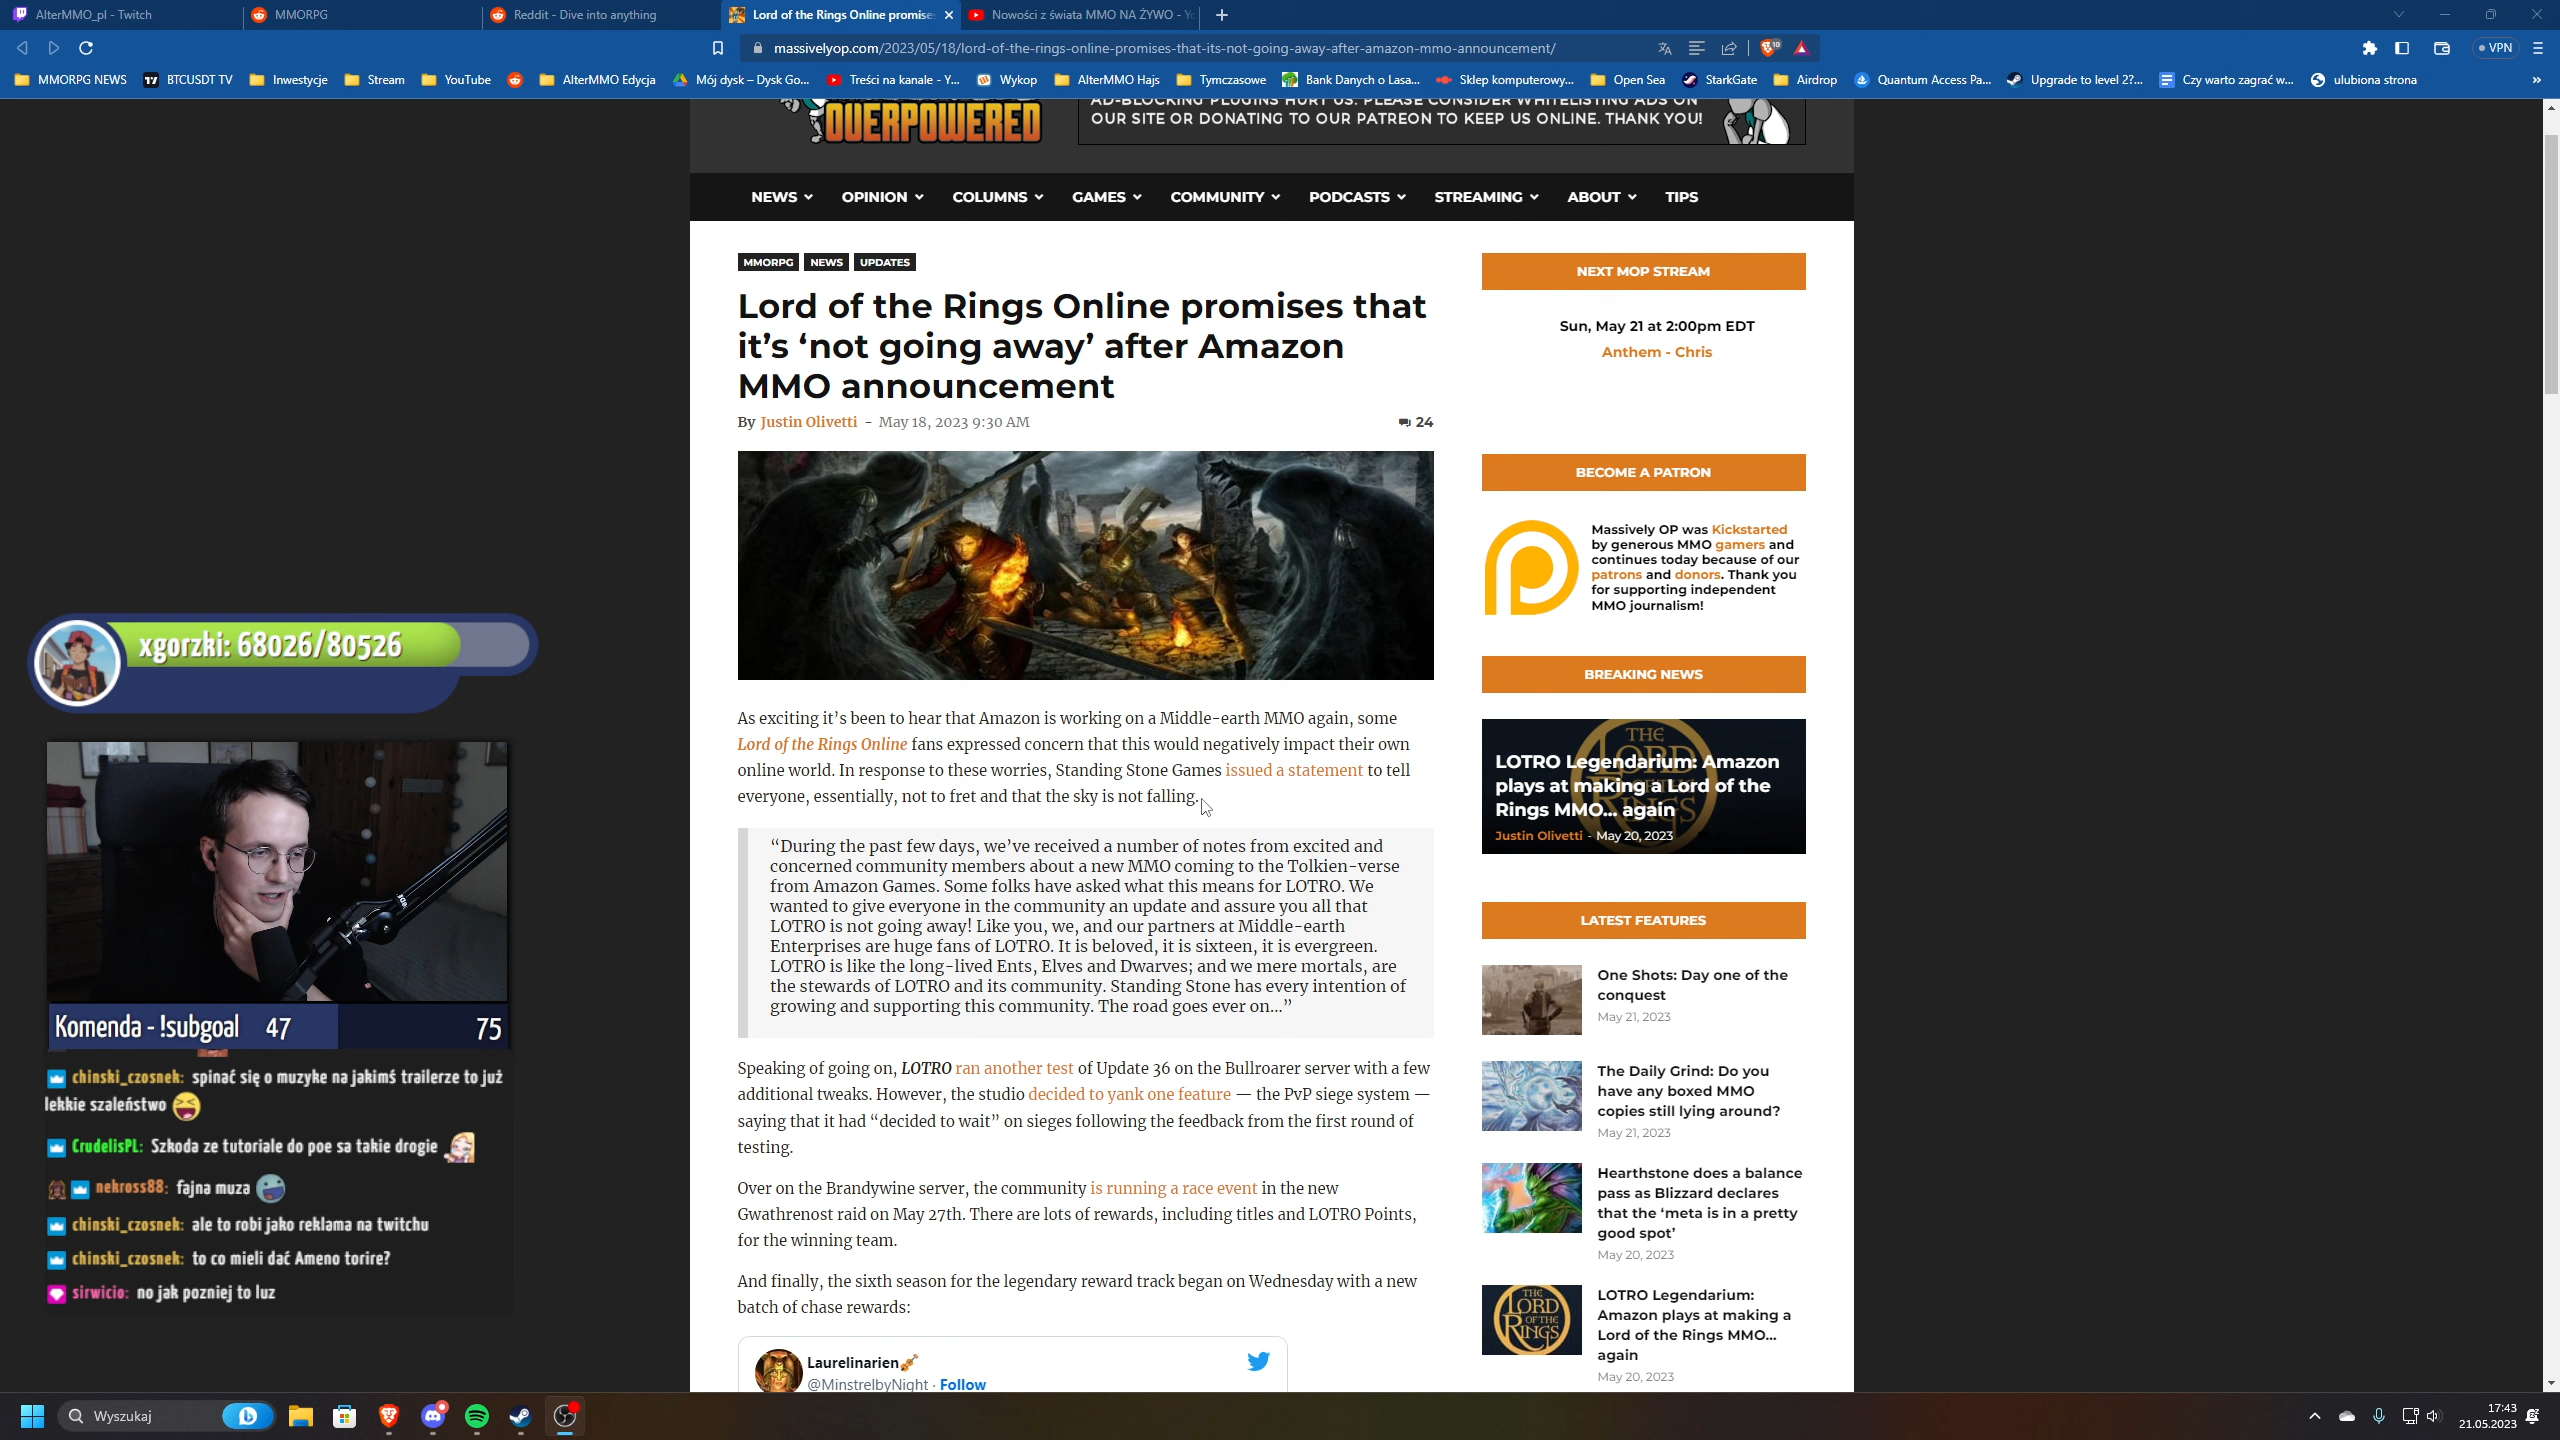 AlterMMO_pl - Twitch
MMORPG
Reddit - Dive into anything
Lord of the Rings Online promise
Nowości z świata MMO NA ŻYWO - Yo
massivelyop.com/2023/05/18/lord-of-the-rings-online-promises-that-its-not-going-away-after-amazon-mmo-announcement/
VPN
MMORPG NEWS
BTCUSDT TV
Inwestycje
Stream
YouTube
AlterMMO Edycja
Mój dysk – Dysk Go...
Treści na kanale - Y...
Wykop
AlterMMO Hajs
Tymczasowe
Bank Danych o Lasa...
Sklep komputerowy...
Open Sea
StarkGate
Airdrop
Quantum Access Pa...
Upgrade to level 2?...
Czy warto zagrać w...
ulubiona strona
OVERPOWERED
AD-BLOCKING PLUGINS HURT US. PLEASE CONSIDER WHITELISTING ADS ON
OUR SITE OR DONATING TO OUR PATREON TO KEEP US ONLINE. THANK YOU!
NEWS OPINION COLUMNS GAMES COMMUNITY PODCASTS STREAMING ABOUT TIPS
MMORPG NEWS UPDATES
Lord of the Rings Online promises that
it’s ‘not going away’ after Amazon
MMO announcement
By Justin Olivetti - May 18, 2023 9:30 AM
24
As exciting it’s been to hear that Amazon is working on a Middle-earth MMO again, some
Lord of the Rings Online fans expressed concern that this would negatively impact their own
online world. In response to these worries, Standing Stone Games issued a statement to tell
everyone, essentially, not to fret and that the sky is not falling.
“During the past few days, we’ve received a number of notes from excited and
concerned community members about a new MMO coming to the Tolkien-verse
from Amazon Games. Some folks have asked what this means for LOTRO. We
wanted to give everyone in the community an update and assure you all that
LOTRO is not going away! Like you, we, and our partners at Middle-earth
Enterprises are huge fans of LOTRO. It is beloved, it is sixteen, it is evergreen.
LOTRO is like the long-lived Ents, Elves and Dwarves; and we mere mortals, are
the stewards of LOTRO and its community. Standing Stone has every intention of
growing and supporting this community. The road goes ever on…”
Speaking of going on, LOTRO ran another test of Update 36 on the Bullroarer server with a few
additional tweaks. However, the studio decided to yank one feature — the PvP siege system —
saying that it had “decided to wait” on sieges following the feedback from the first round of
testing.
Over on the Brandywine server, the community is running a race event in the new
Gwathrenost raid on May 27th. There are lots of rewards, including titles and LOTRO Points,
for the winning team.
And finally, the sixth season for the legendary reward track began on Wednesday with a new
batch of chase rewards:
Laurelinarien
@MinstrelbyNight · Follow
NEXT MOP STREAM
Sun, May 21 at 2:00pm EDT
Anthem - Chris
BECOME A PATRON
Massively OP was Kickstarted
by generous MMO gamers and
continues today because of our
patrons and donors. Thank you
for supporting independent
MMO journalism!
BREAKING NEWS
THE
LORD
OF THE
RINGS
LOTRO Legendarium: Amazon
plays at making a Lord of the
Rings MMO… again
Justin Olivetti - May 20, 2023
LATEST FEATURES
One Shots: Day one of the
conquest
May 21, 2023
The Daily Grind: Do you
have any boxed MMO
copies still lying around?
May 21, 2023
Hearthstone does a balance
pass as Blizzard declares
that the ‘meta is in a pretty
good spot’
May 20, 2023
THE
LORD
OF THE
RINGS
LOTRO Legendarium:
Amazon plays at making a
Lord of the Rings MMO…
again
May 20, 2023
xgorzki: 68026/80526
RØDE
Komenda - !subgoal 47 75
chinski_czosnek: spinać się o muzyke na jakimś trailerze to już
lekkie szaleństwo
CrudelisPL: Szkoda ze tutoriale do poe sa takie drogie
nekross88: fajna muza
chinski_czosnek: ale to robi jako reklama na twitchu
chinski_czosnek: to co mieli dać Ameno torire?
sirwicio: no jak pozniej to luz
Wyszukaj
17:43
21.05.2023